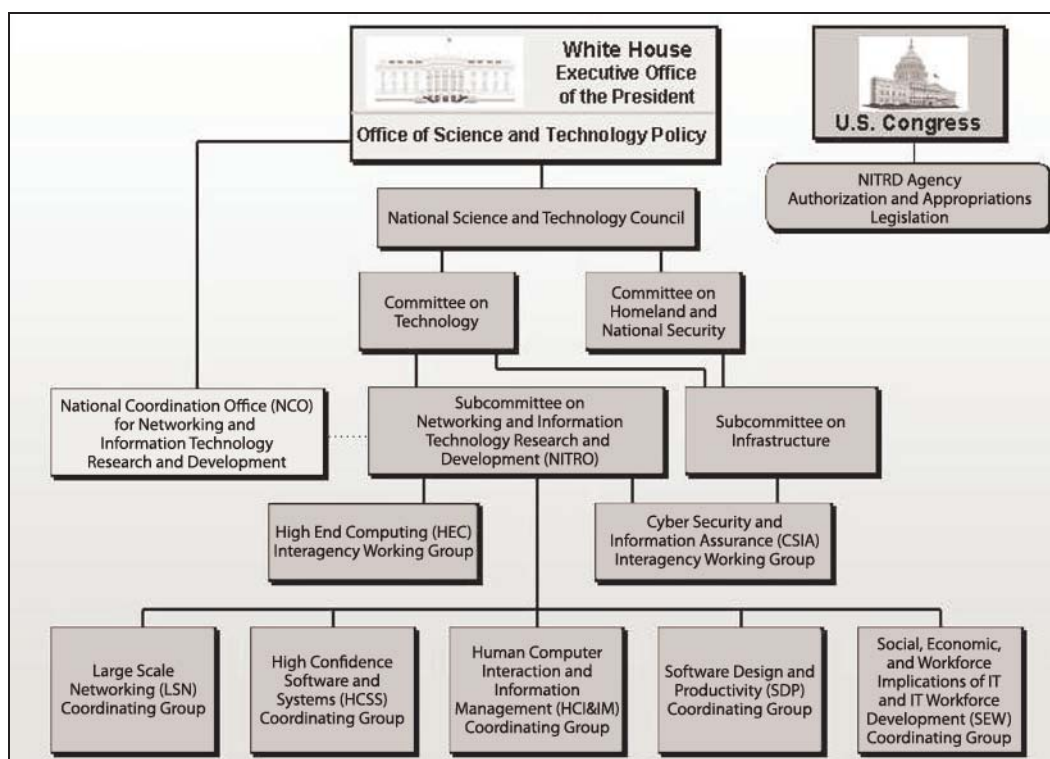 White House
Executive Office
of the President
Office of Science and Technology Policy
U.S. Congress
NITRD Agency
Authorization and Appropriations
Legislation
National Science and Technology Council
Committee on
Technology
Committee on
Homeland and
National Security
National Coordination Office (NCO)
for Networking and
Information Technology
Research and Development
Subcommittee on
Networking and Information
Technology Research and
Development (NITRO)
Subcommittee on
Infrastructure
High End Computing (HEC)
Interagency Working Group
Cyber Security and
Information Assurance (CSIA)
Interagency Working Group
Large Scale
Networking (LSN)
Coordinating Group
High Confidence
Software and
Systems (HCSS)
Coordinating Group
Human Computer
Interaction and
Information
Management (HCI&IM)
Coordinating Group
Software Design and
Productivity (SDP)
Coordinating Group
Social, Economic,
and Workforce
Implications of IT
and IT Workforce
Development (SEW)
Coordinating Group